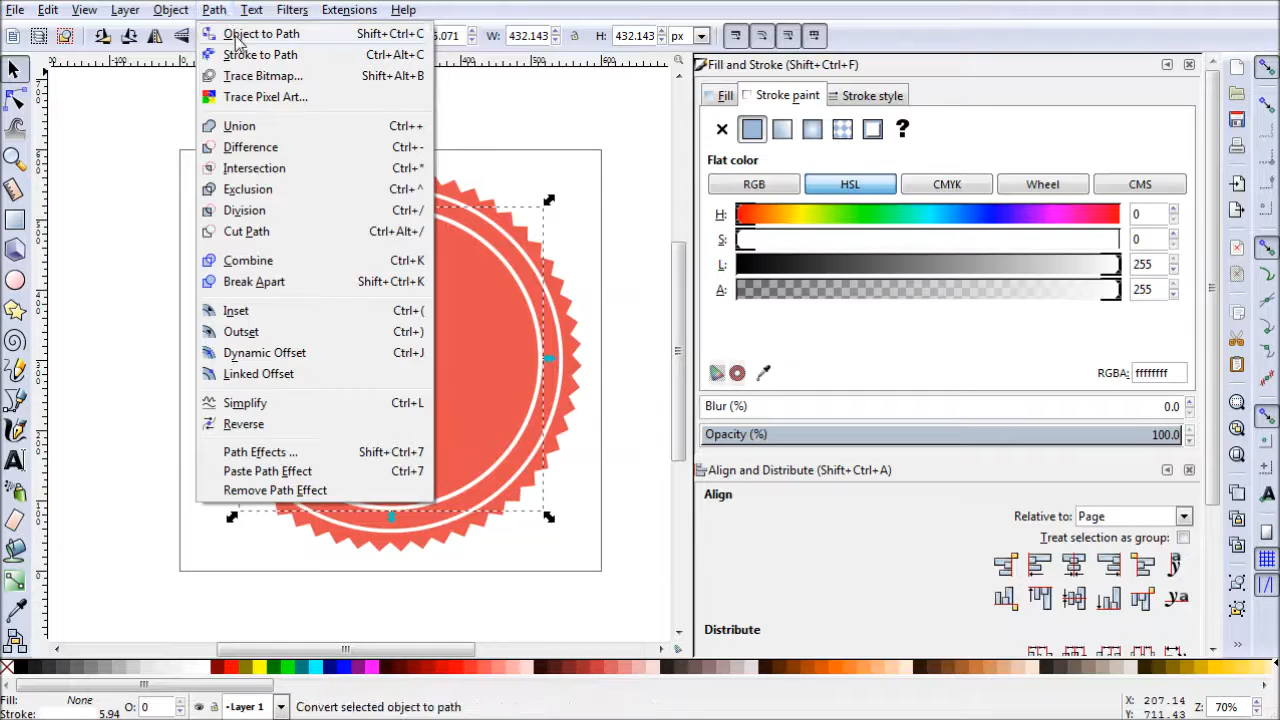 File Edit View Layer Object Path Text Filters Extensions Help
5.071 W: 432.143 H: 432.143 px
Object to Path Shift+Ctrl+C
Stroke to Path Ctrl+Alt+C
Trace Bitmap... Shift+Alt+B
Trace Pixel Art...
Union Ctrl++
Difference Ctrl+-
Intersection Ctrl+*
Exclusion Ctrl+^
Division Ctrl+/
Cut Path Ctrl+Alt+/
Combine Ctrl+K
Break Apart Shift+Ctrl+K
Inset Ctrl+(
Outset Ctrl+)
Dynamic Offset Ctrl+J
Linked Offset
Simplify Ctrl+L
Reverse
Path Effects ... Shift+Ctrl+7
Paste Path Effect Ctrl+7
Remove Path Effect
Fill and Stroke (Shift+Ctrl+F)
Fill Stroke paint Stroke style
Flat color
RGB HSL CMYK Wheel CMS
H: 0
S: 0
L: 255
A: 255
RGBA: ffffffff
Blur (%) 0.0
Opacity (%) 100.0
Align and Distribute (Shift+Ctrl+A)
Align
Relative to: Page
Treat selection as group:
Distribute
Fill: None
Stroke: 5.94
O: 0
Layer 1
Convert selected object to path
X: 207.14
Y: 711.43
Z: 70%